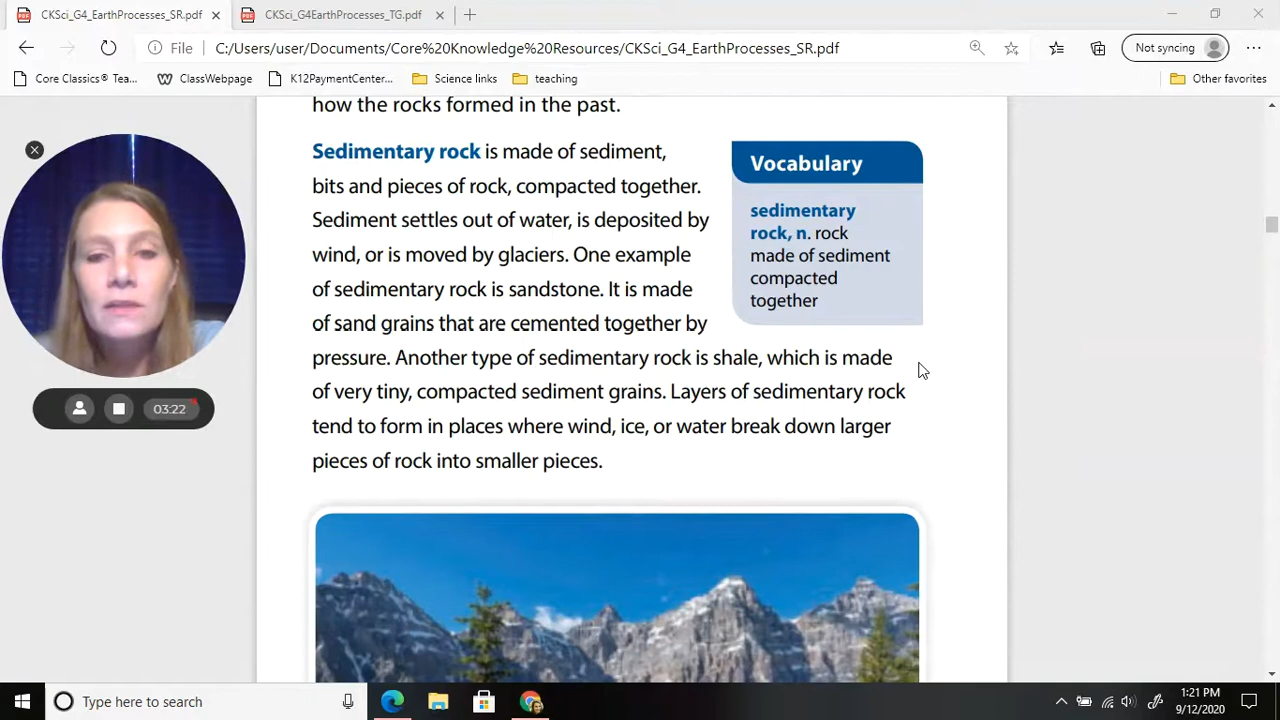 CKSci_G4_EarthProcesses_SR.pdf
CKSci_G4EarthProcesses_TG.pdf
File
C:/Users/user/Documents/Core%20Knowledge%20Resources/CKSci_G4_EarthProcesses_SR.pdf
Not syncing
Core Classics® Tea...
ClassWebpage
K12PaymentCenter...
Science links
teaching
Other favorites
how the rocks formed in the past.
Sedimentary rock is made of sediment,
bits and pieces of rock, compacted together.
Sediment settles out of water, is deposited by
wind, or is moved by glaciers. One example
of sedimentary rock is sandstone. It is made
of sand grains that are cemented together by
pressure. Another type of sedimentary rock is shale, which is made
of very tiny, compacted sediment grains. Layers of sedimentary rock
tend to form in places where wind, ice, or water break down larger
pieces of rock into smaller pieces.
Vocabulary
sedimentary
rock, n. rock
made of sediment
compacted
together
03:22
Type here to search
1:21 PM
9/12/2020